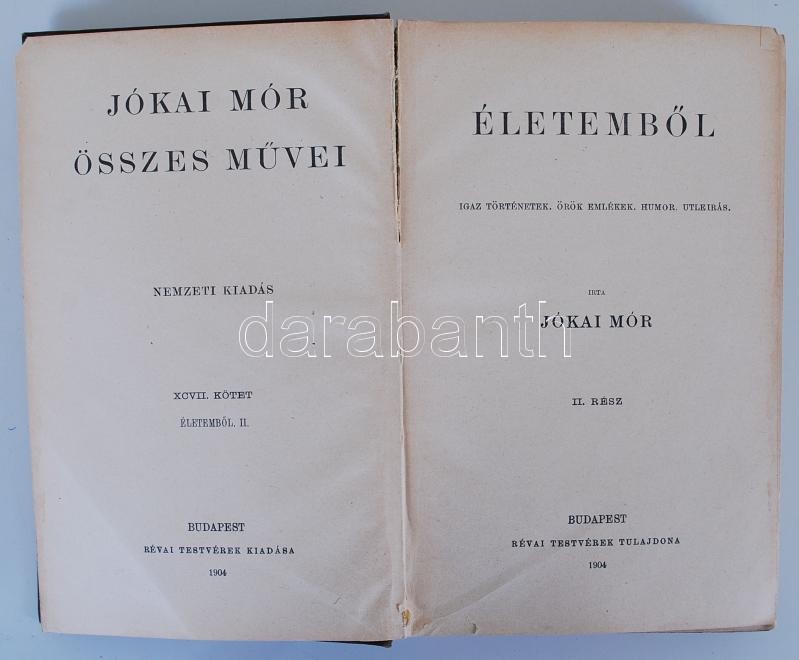 JÓKAI MÓR
ÖSSZES MŰVEI
NEMZETI KIADÁS
XCVII. KÖTET
ÉLETEMBŐL. II.
BUDAPEST
RÉVAI TESTVÉREK KIADÁSA
1904
ÉLETEMBŐL
IGAZ TÖRTÉNETEK. ÖRÖK EMLÉKEK. HUMOR. UTLEIRÁS.
IRTA
JÓKAI MÓR
II. RÉSZ
BUDAPEST
RÉVAI TESTVÉREK TULAJDONA
1904
darabanth